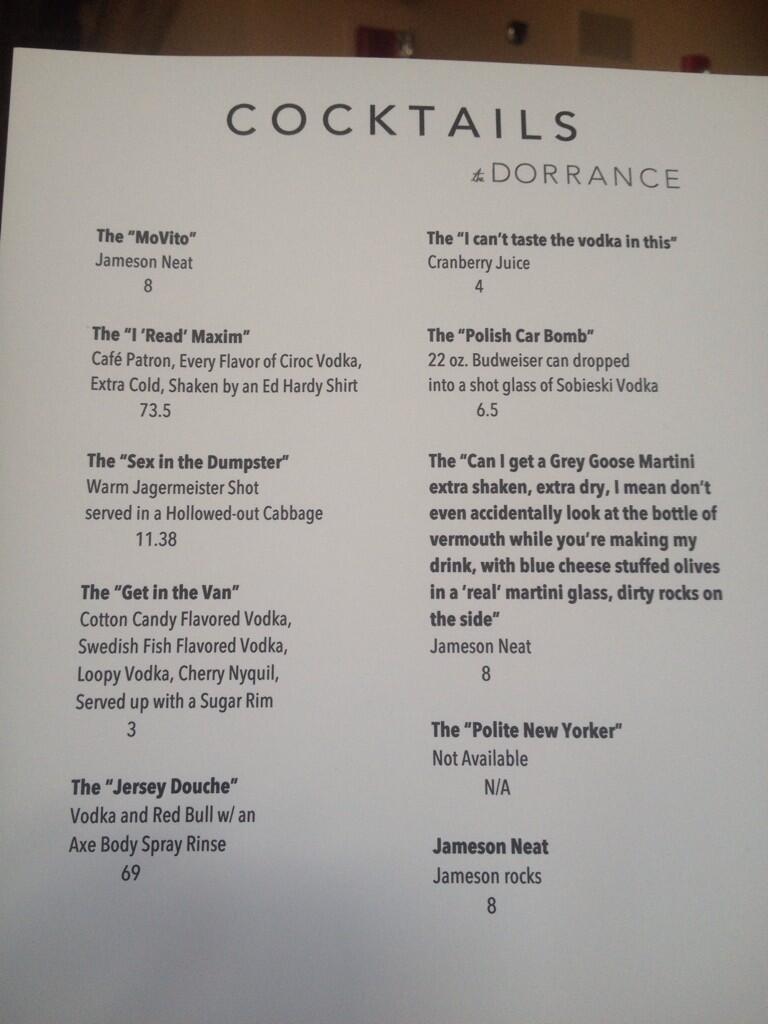 COCKTAILS
the DORRANCE
The "MoVito"
Jameson Neat
8
The "I 'Read' Maxim"
Café Patron, Every Flavor of Ciroc Vodka,
Extra Cold, Shaken by an Ed Hardy Shirt
73.5
The "Sex in the Dumpster"
Warm Jagermeister Shot
served in a Hollowed-out Cabbage
11.38
The "Get in the Van"
Cotton Candy Flavored Vodka,
Swedish Fish Flavored Vodka,
Loopy Vodka, Cherry Nyquil,
Served up with a Sugar Rim
3
The "Jersey Douche"
Vodka and Red Bull w/ an
Axe Body Spray Rinse
69
The "I can't taste the vodka in this"
Cranberry Juice
4
The "Polish Car Bomb"
22 oz. Budweiser can dropped
into a shot glass of Sobieski Vodka
6.5
The "Can I get a Grey Goose Martini
extra shaken, extra dry, I mean don't
even accidentally look at the bottle of
vermouth while you're making my
drink, with blue cheese stuffed olives
in a 'real' martini glass, dirty rocks on
the side"
Jameson Neat
8
The "Polite New Yorker"
Not Available
N/A
Jameson Neat
Jameson rocks
8